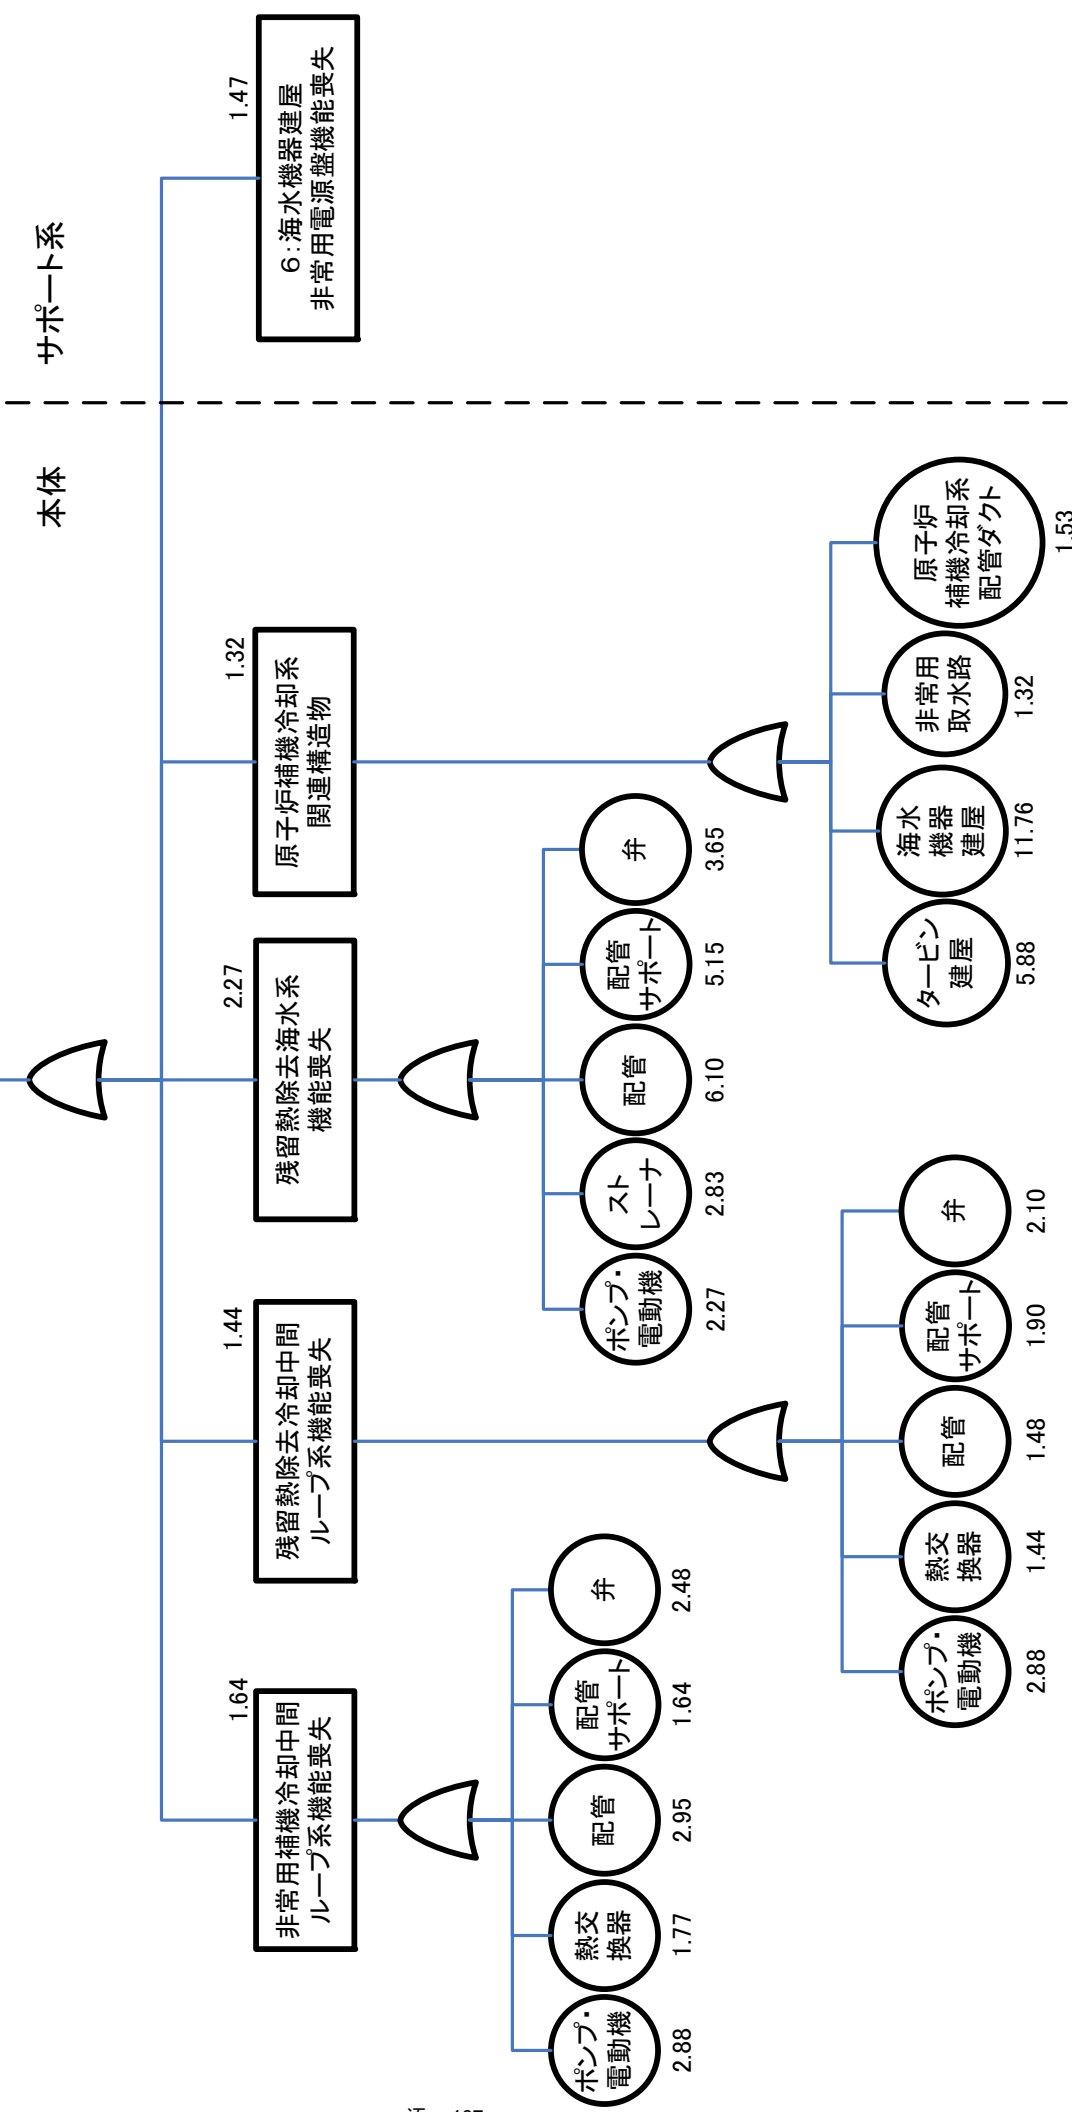 本体
サポート系
1.64
非常用補機冷却中間
ループ系機能喪失
1.44
残留熱除去冷却中間
ループ系機能喪失
2.27
残留熱除去海水系
機能喪失
1.32
原子炉補機冷却系
関連構造物
1.47
6:海水機器建屋
非常用電源盤機能喪失
ポンプ・
電動機
2.88
熱交
換器
1.77
配管
2.95
配管
サポート
1.64
弁
2.48
ポンプ・
電動機
2.88
熱交
換器
1.44
配管
1.48
配管
サポート
1.90
弁
2.10
ポンプ・
電動機
2.27
スト
レーナ
2.83
配管
6.10
配管
サポート
5.15
弁
3.65
タービン
建屋
5.88
海水
機器
建屋
11.76
非常用
取水路
1.32
原子炉
補機冷却系
配管ダクト
1.53